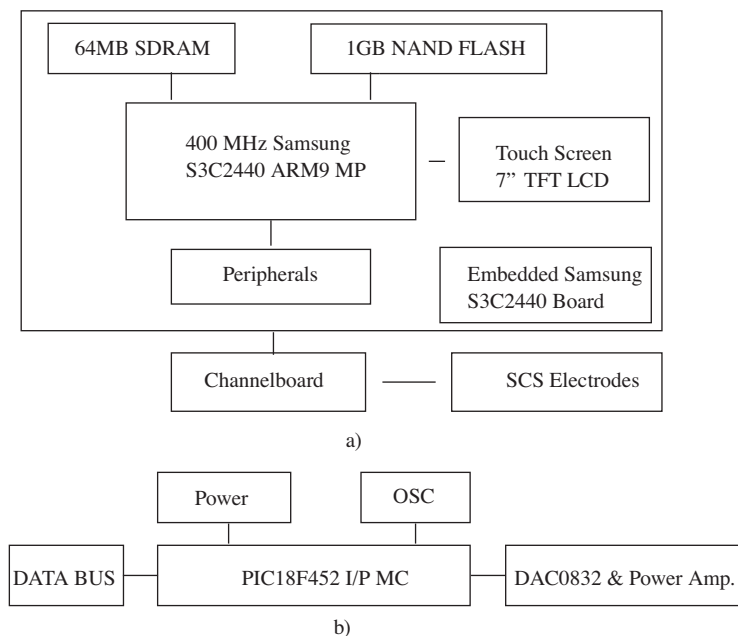 64MB SDRAM
1GB NAND FLASH
400 MHz Samsung
S3C2440 ARM9 MP
Touch Screen
7” TFT LCD
Peripherals
Embedded Samsung
S3C2440 Board
Channelboard
SCS Electrodes
a)
Power
OSC
DATA BUS
PIC18F452 I/P MC
DAC0832 & Power Amp.
b)